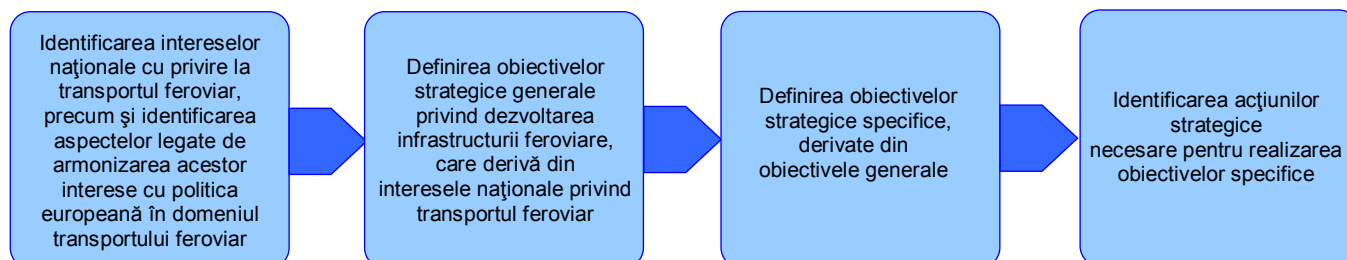 Identificarea intereselor
naţionale cu privire la
transportul feroviar,
precum şi identificarea
aspectelor legate de
armonizarea acestor
interese cu politica
europeană în domeniul
transportului feroviar
Definirea obiectivelor
strategice generale
privind dezvoltarea
infrastructurii feroviare,
care derivă din
interesele naţionale privind
transportul feroviar
Definirea obiectivelor
strategice specifice,
derivate din
obiectivele generale
Identificarea acţiunilor
strategice
necesare pentru realizarea
obiectivelor specifice